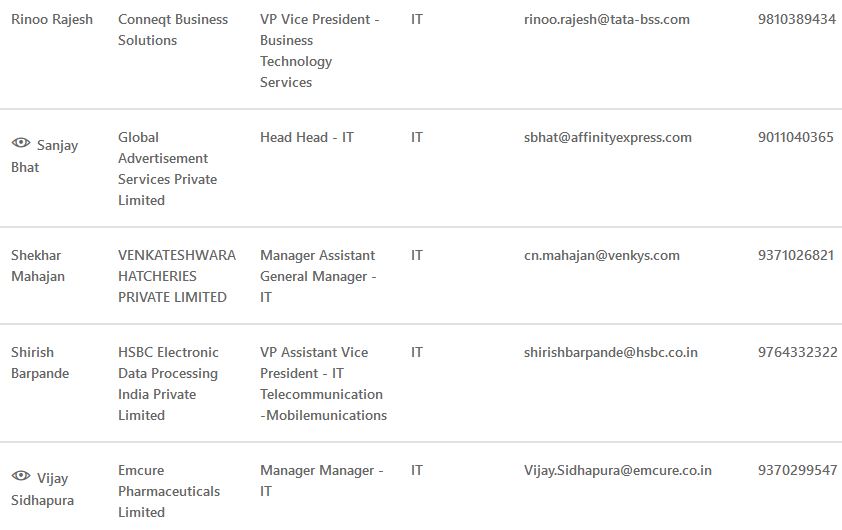 Rinoo Rajesh
Conneqt Business
Solutions
VP Vice President -
Business
Technology
Services
IT
rinoo.rajesh@tata-bss.com
9810389434
Sanjay
Bhat
Global
Advertisement
Services Private
Limited
Head Head - IT
IT
sbhat@affinityexpress.com
9011040365
Shekhar
Mahajan
VENKATESHWARA
HATCHERIES
PRIVATE LIMITED
Manager Assistant
General Manager -
IT
IT
cn.mahajan@venkys.com
9371026821
Shirish
Barpande
HSBC Electronic
Data Processing
India Private
Limited
VP Assistant Vice
President - IT
Telecommunication
-Mobilemunications
IT
shirishbarpande@hsbc.co.in
9764332322
Vijay
Sidhapura
Emcure
Pharmaceuticals
Limited
Manager Manager -
IT
IT
Vijay.Sidhapura@emcure.co.in
9370299547